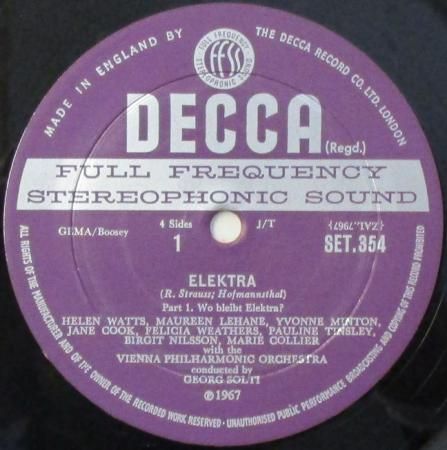 MADE IN ENGLAND BY THE DECCA RECORD CO. LTD. LONDON
FULL FREQUENCY
FFSS
STEREOPHONIC SOUND
DECCA (Regd.)
FULL FREQUENCY
STEREOPHONIC SOUND
GEMA/Boosey 4 Sides J/T {ZAL.7967}
1 SET.354
ELEKTRA
(R. Strauss; Hofmannsthal)
Part 1. Wo bleibt Elektra?
HELEN WATTS, MAUREEN LEHANE, YVONNE MINTON,
JANE COOK, FELICIA WEATHERS, PAULINE TINSLEY,
BIRGIT NILSSON, MARIE COLLIER
with the
VIENNA PHILHARMONIC ORCHESTRA
conducted by
GEORG SOLTI
℗1967
ALL RIGHTS OF THE MANUFACTURER AND OF THE OWNER OF THE RECORDED WORK RESERVED · UNAUTHORISED PUBLIC PERFORMANCE BROADCASTING AND COPYING OF THIS RECORD PROHIBITED